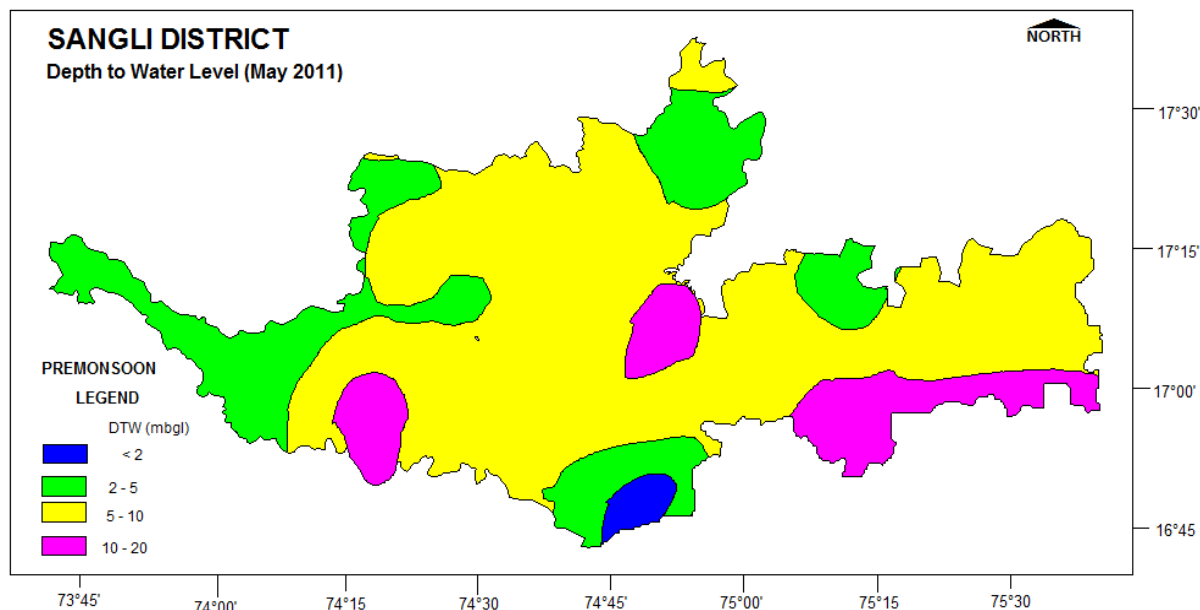 SANGLI DISTRICT
Depth to Water Level (May 2011)
NORTH
17°30'
17°15'
17°00'
16°45
PREMONSOON
LEGEND
DTW (mbgl)
< 2
2 - 5
5 - 10
10 - 20
73°45' 74°00' 74°15' 74°30' 74°45' 75°00' 75°15' 75°30'